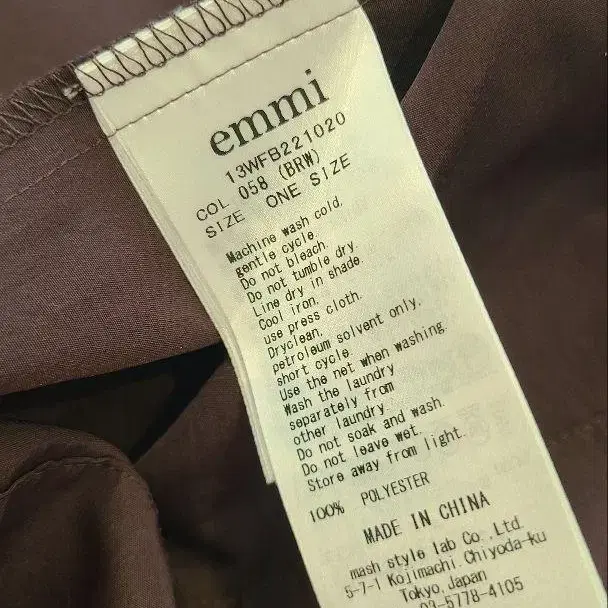 emmi
13WFB221020
COL 058 (BRW)
SIZE ONE SIZE
Machine wash cold.
gentle cycle.
Do not bleach.
Do not tumble dry.
Line dry in shade.
Cool iron.
use press cloth.
Dryclean.
petroleum solvent only.
short cycle.
Use the net when washing.
Wash the laundry
separately from
other laundry.
Do not soak and wash.
Do not leave wet.
Store away from light.
100% POLYESTER
MADE IN CHINA
mash style lab Co., Ltd.
5-7-1 Kojimachi, Chiyoda-ku
Tokyo, Japan
03-5778-4105